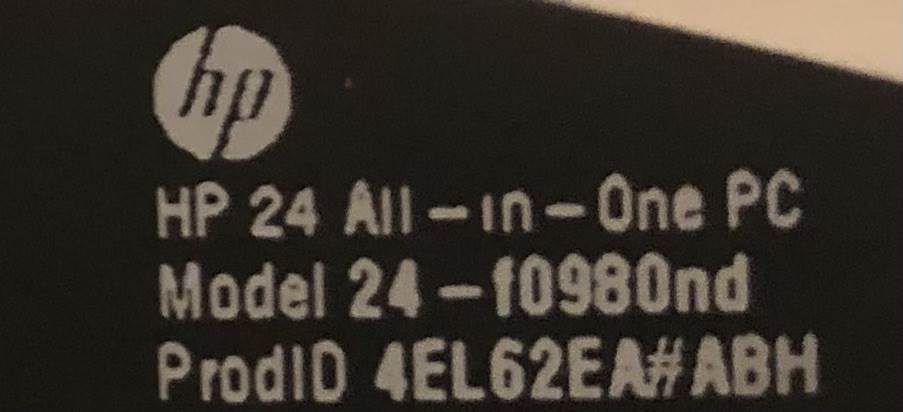 hp
HP 24 All-in-One PC
Model 24-f0980nd
ProdID 4EL62EA#ABH